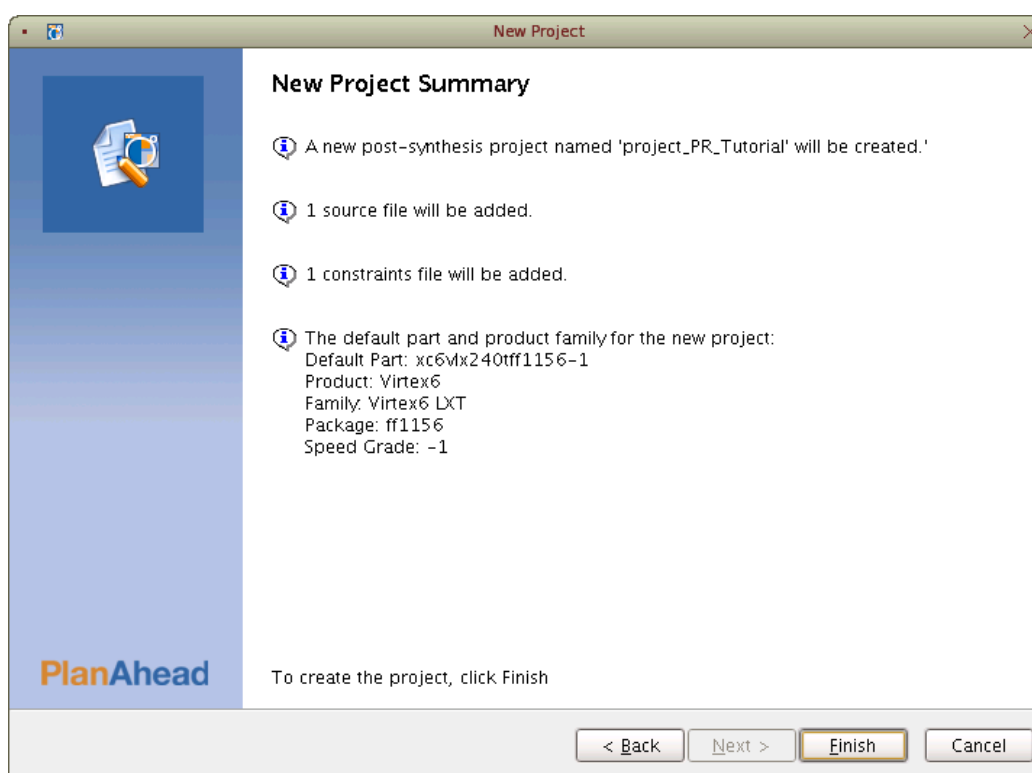 New Project
New Project Summary
A new post-synthesis project named 'project_PR_Tutorial' will be created.'
1 source file will be added.
1 constraints file will be added.
The default part and product family for the new project:
Default Part: xc6vlx240tff1156-1
Product: Virtex6
Family: Virtex6 LXT
Package: ff1156
Speed Grade: -1
PlanAhead
To create the project, click Finish
< Back
Next >
Finish
Cancel